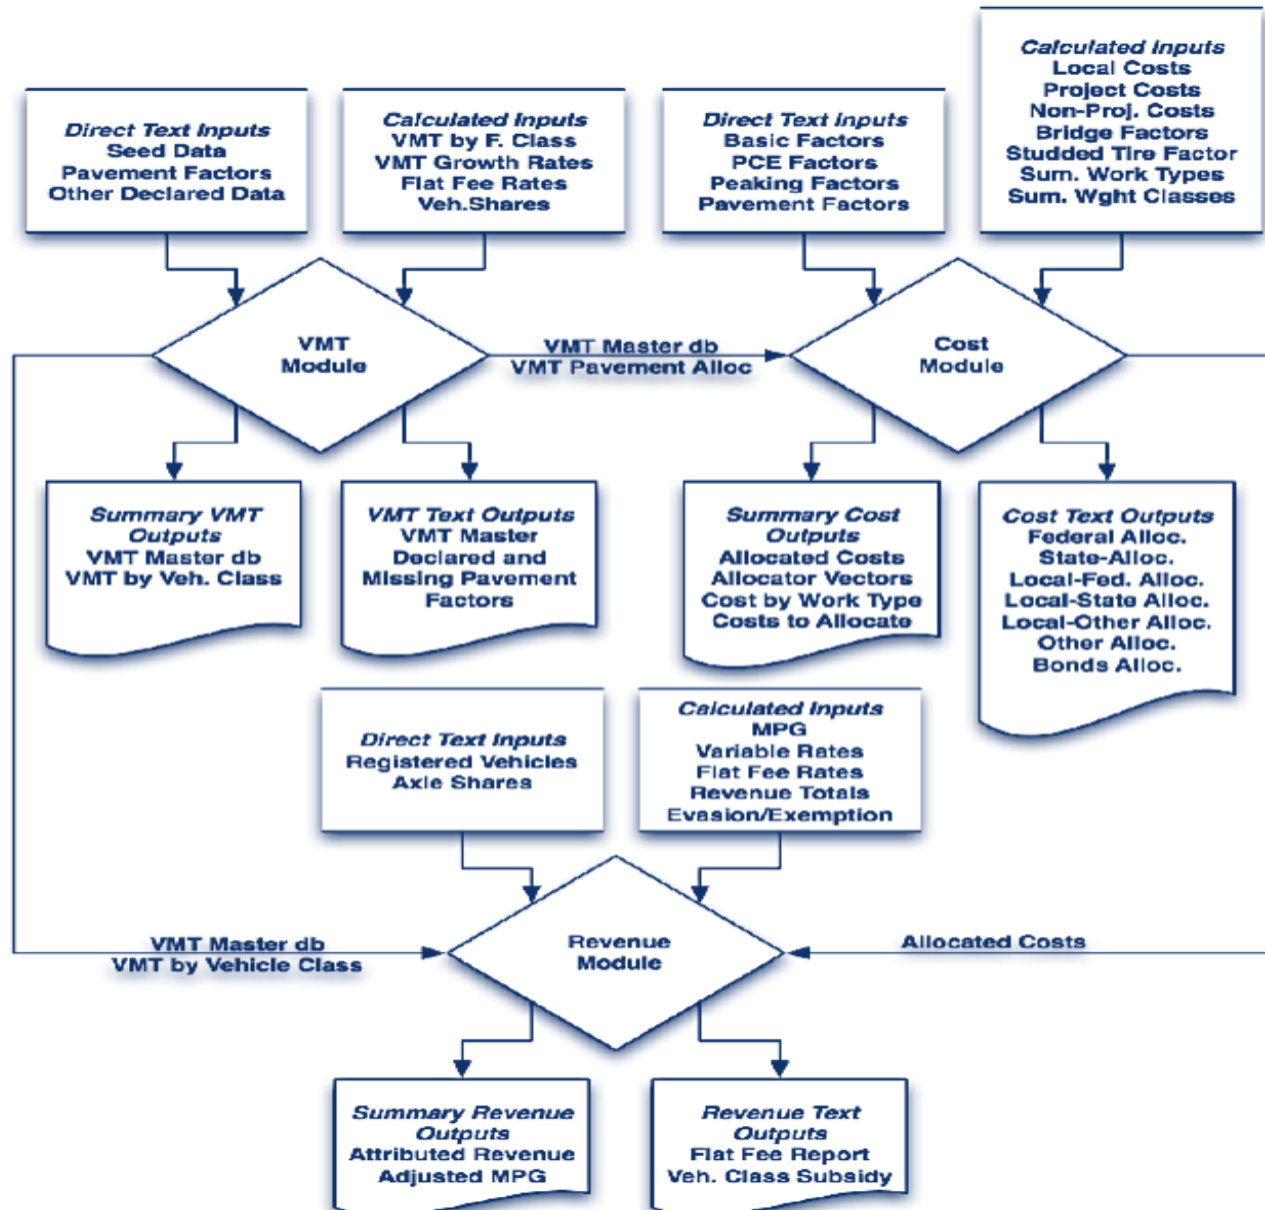 Direct Text Inputs
Seed Data
Pavement Factors
Other Declared Data
Calculated Inputs
VMT by F. Class
VMT Growth Rates
Flat Fee Rates
Veh.Shares
Direct Text Inputs
Basic Factors
PCE Factors
Peaking Factors
Pavement Factors
Calculated Inputs
Local Costs
Project Costs
Non-Proj. Costs
Bridge Factors
Studded Tire Factor
Sum. Work Types
Sum. Wght Classes
VMT
Module
VMT Master db
VMT Pavement Alloc
Cost
Module
Summary VMT
Outputs
VMT Master db
VMT by Veh. Class
VMT Text Outputs
VMT Master
Declared and
Missing Pavement
Factors
Summary Cost
Outputs
Allocated Costs
Allocator Vectors
Cost by Work Type
Costs to Allocate
Cost Text Outputs
Federal Alloc.
State-Alloc.
Local-Fed. Alloc.
Local-State Alloc.
Local-Other Alloc.
Other Alloc.
Bonds Alloc.
Direct Text Inputs
Registered Vehicles
Axle Shares
Calculated Inputs
MPG
Variable Rates
Flat Fee Rates
Revenue Totals
Evasion/Exemption
VMT Master db
VMT by Vehicle Class
Revenue
Module
Allocated Costs
Summary Revenue
Outputs
Attributed Revenue
Adjusted MPG
Revenue Text
Outputs
Flat Fee Report
Veh. Class Subsidy